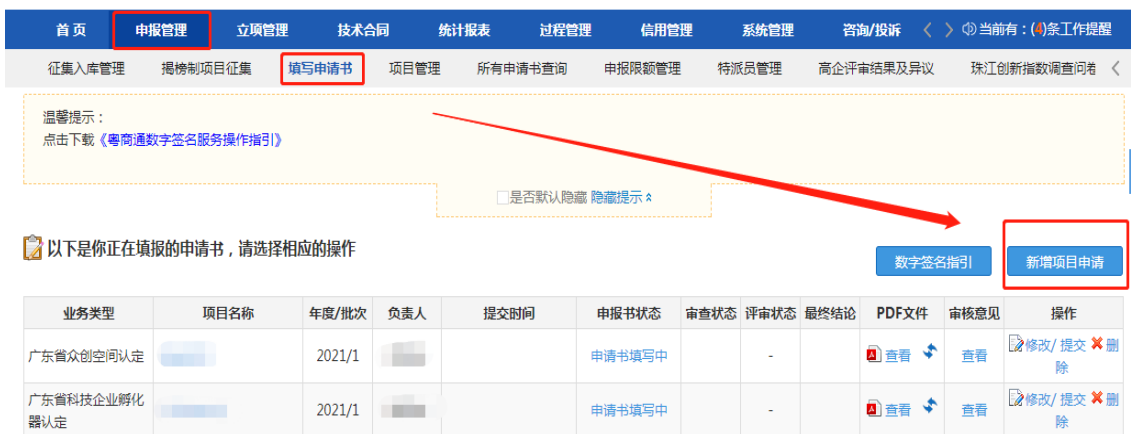 首页 申报管理 立项管理 技术合同 统计报表 过程管理 信用管理 系统管理 咨询/投诉 当前有：(4)条工作提醒
征集入库管理 揭榜制项目征集 填写申请书 项目管理 所有申请书查询 申报限额管理 特派员管理 高企评审结果及异议 珠江创新指数调查问卷
温馨提示：
点击下载《粤商通数字签名服务操作指引》
是否默认隐藏 隐藏提示
以下是你正在填报的申请书，请选择相应的操作
数字签名指引 新增项目申请
业务类型 项目名称 年度/批次 负责人 提交时间 申报书状态 审查状态 评审状态 最终结论 PDF文件 审核意见 操作
广东省众创空间认定 2021/1 申请书填写中 - 查看 查看 修改/ 提交 删
除
广东省科技企业孵化
器认定 2021/1 申请书填写中 - 查看 查看 修改/ 提交 删
除